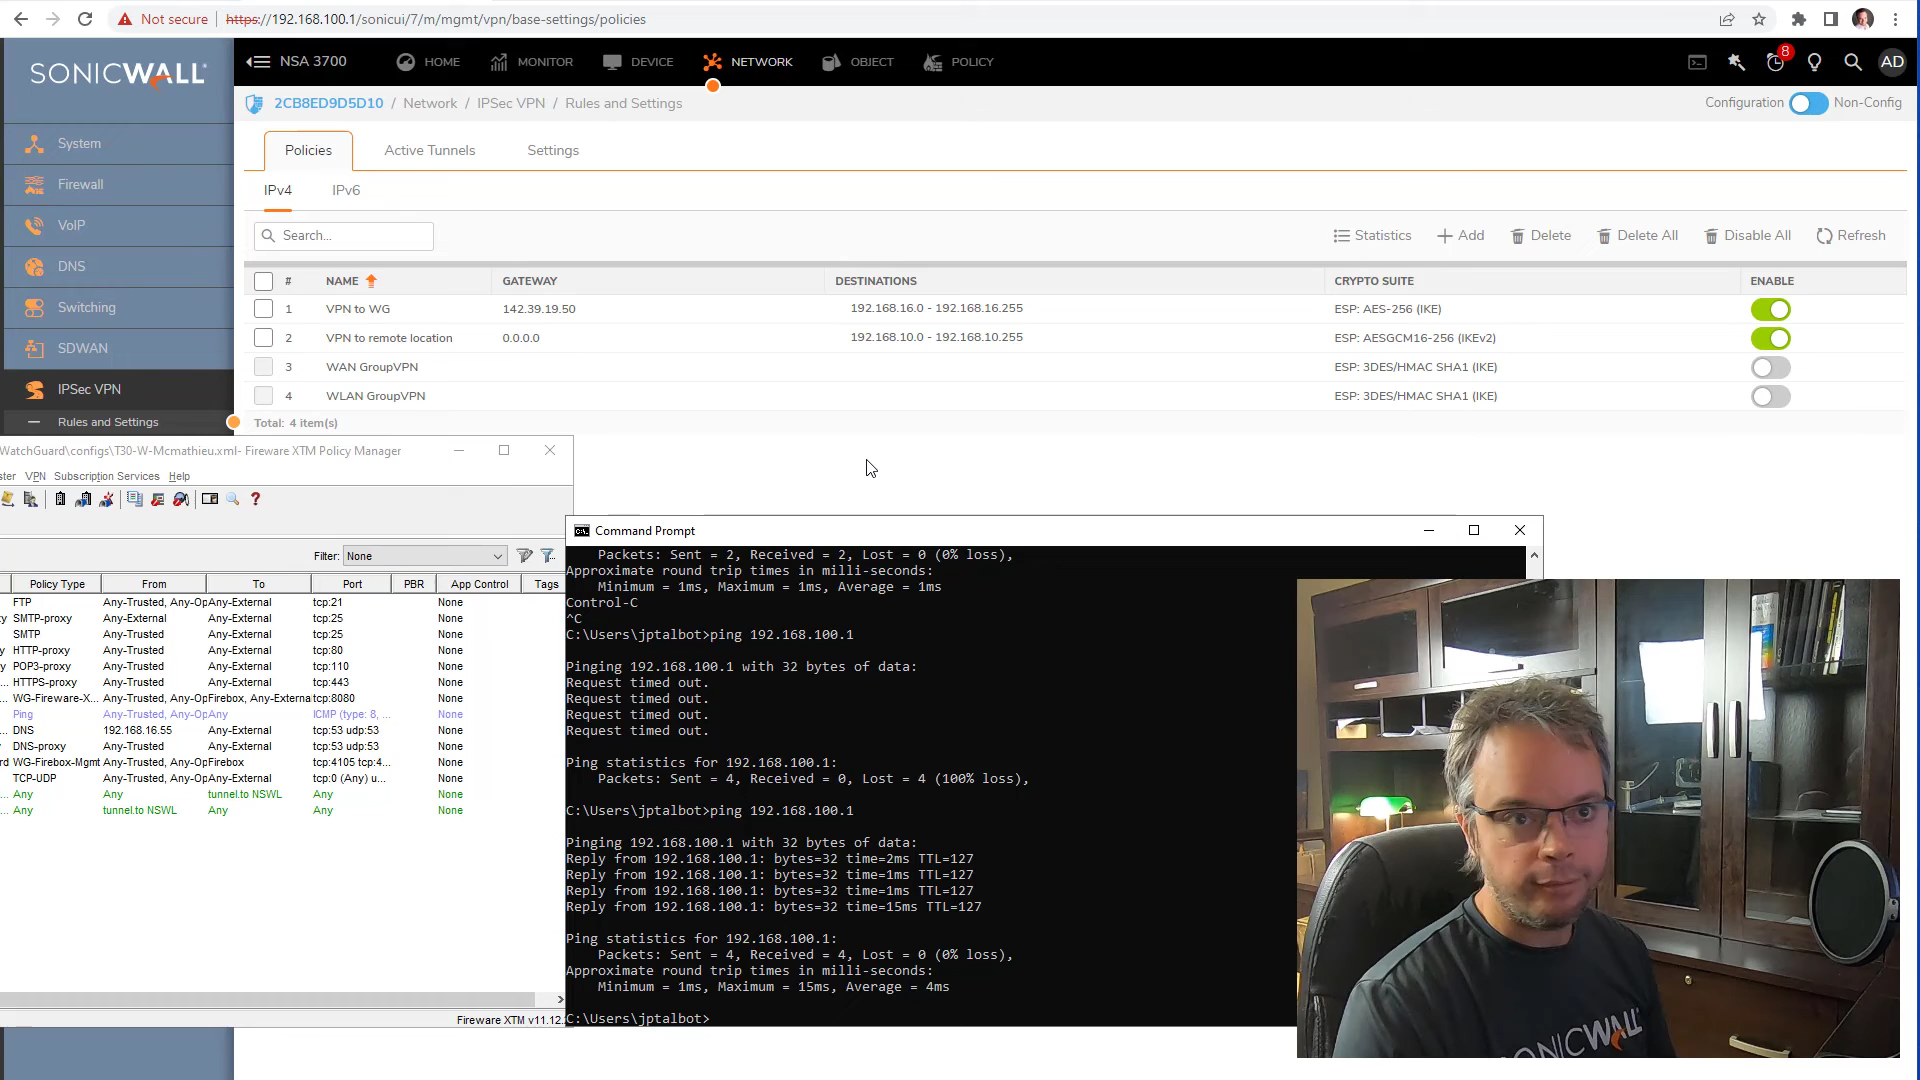 Not secure https://192.168.100.1/sonicui/7/m/mgmt/vpn/base-settings/policies
SONICWALL
NSA 3700 HOME MONITOR DEVICE NETWORK OBJECT POLICY 8 AD
2CB8ED9D5D10 / Network / IPSec VPN / Rules and Settings Configuration Non-Config
System
Firewall
VoIP
DNS
Switching
SDWAN
IPSec VPN
Rules and Settings
Policies Active Tunnels Settings
IPv4 IPv6
Search... Statistics Add Delete Delete All Disable All Refresh
# NAME GATEWAY DESTINATIONS CRYPTO SUITE ENABLE
1 VPN to WG 142.39.19.50 192.168.16.0 - 192.168.16.255 ESP: AES-256 (IKE)
2 VPN to remote location 0.0.0.0 192.168.10.0 - 192.168.10.255 ESP: AESGCM16-256 (IKEv2)
3 WAN GroupVPN ESP: 3DES/HMAC SHA1 (IKE)
4 WLAN GroupVPN ESP: 3DES/HMAC SHA1 (IKE)
Total: 4 item(s)
WatchGuard\configs\T30-W-Mcmathieu.xml- Fireware XTM Policy Manager
ster VPN Subscription Services Help
Filter: None
Policy Type From To Port PBR App Control Tags
FTP Any-Trusted, Any-Op Any-External tcp:21 None
y SMTP-proxy Any-External Any-Trusted tcp:25 None
SMTP Any-Trusted Any-External tcp:25 None
y HTTP-proxy Any-Trusted Any-External tcp:80 None
y POP3-proxy Any-Trusted Any-External tcp:110 None
y HTTPS-proxy Any-Trusted Any-External tcp:443 None
y WG-Fireware-X... Any-Trusted, Any-Op Firebox, Any-Externa tcp:8080 None
Ping Any-Trusted, Any-Op Any ICMP (type: 8, ... None
DNS 192.168.16.55 Any-External tcp:53 udp:53 None
y DNS-proxy Any-Trusted Any-External tcp:53 udp:53 None
rd WG-Firebox-Mgmt Any-Trusted, Any-Op Firebox tcp:4105 tcp:4... None
TCP-UDP Any-Trusted, Any-Op Any-External tcp:0 (Any) u... None
... Any Any tunnel.to NSWL Any None
... Any tunnel.to NSWL Any Any None
Fireware XTM v11.12.
Command Prompt
Packets: Sent = 2, Received = 2, Lost = 0 (0% loss),
Approximate round trip times in milli-seconds:
Minimum = 1ms, Maximum = 1ms, Average = 1ms
Control-C
^C
C:\Users\jptalbot>ping 192.168.100.1
Pinging 192.168.100.1 with 32 bytes of data:
Request timed out.
Request timed out.
Request timed out.
Request timed out.
Ping statistics for 192.168.100.1:
Packets: Sent = 4, Received = 0, Lost = 4 (100% loss),
C:\Users\jptalbot>ping 192.168.100.1
Pinging 192.168.100.1 with 32 bytes of data:
Reply from 192.168.100.1: bytes=32 time=2ms TTL=127
Reply from 192.168.100.1: bytes=32 time=1ms TTL=127
Reply from 192.168.100.1: bytes=32 time=1ms TTL=127
Reply from 192.168.100.1: bytes=32 time=15ms TTL=127
Ping statistics for 192.168.100.1:
Packets: Sent = 4, Received = 4, Lost = 0 (0% loss),
Approximate round trip times in milli-seconds:
Minimum = 1ms, Maximum = 15ms, Average = 4ms
C:\Users\jptalbot>
SONICWALL